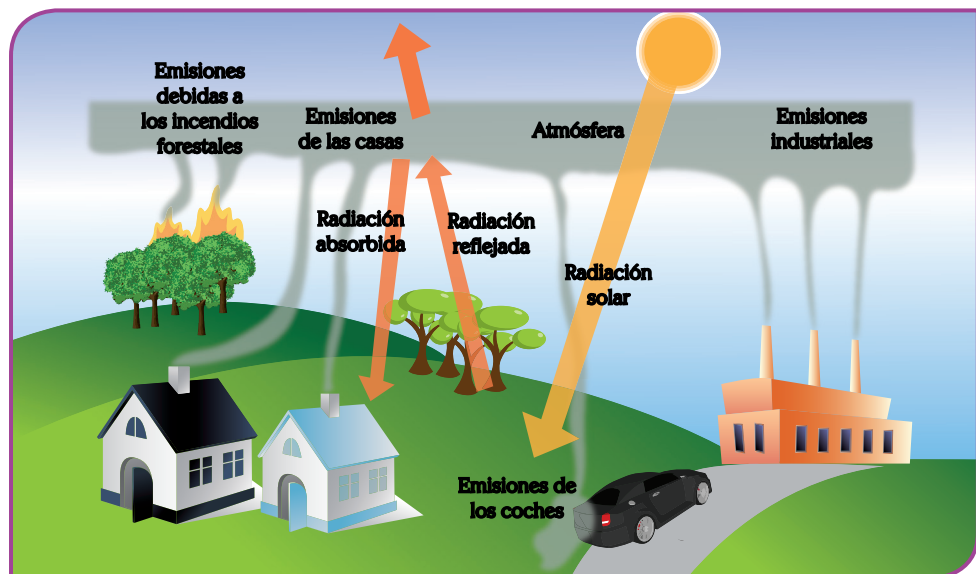 Emisiones
debidas a
los incendios
forestales
Emisiones
de las casas
Atmósfera
Emisiones
industriales
Radiación
absorbida
Radiación
reflejada
Radiación
solar
Emisiones de
los coches